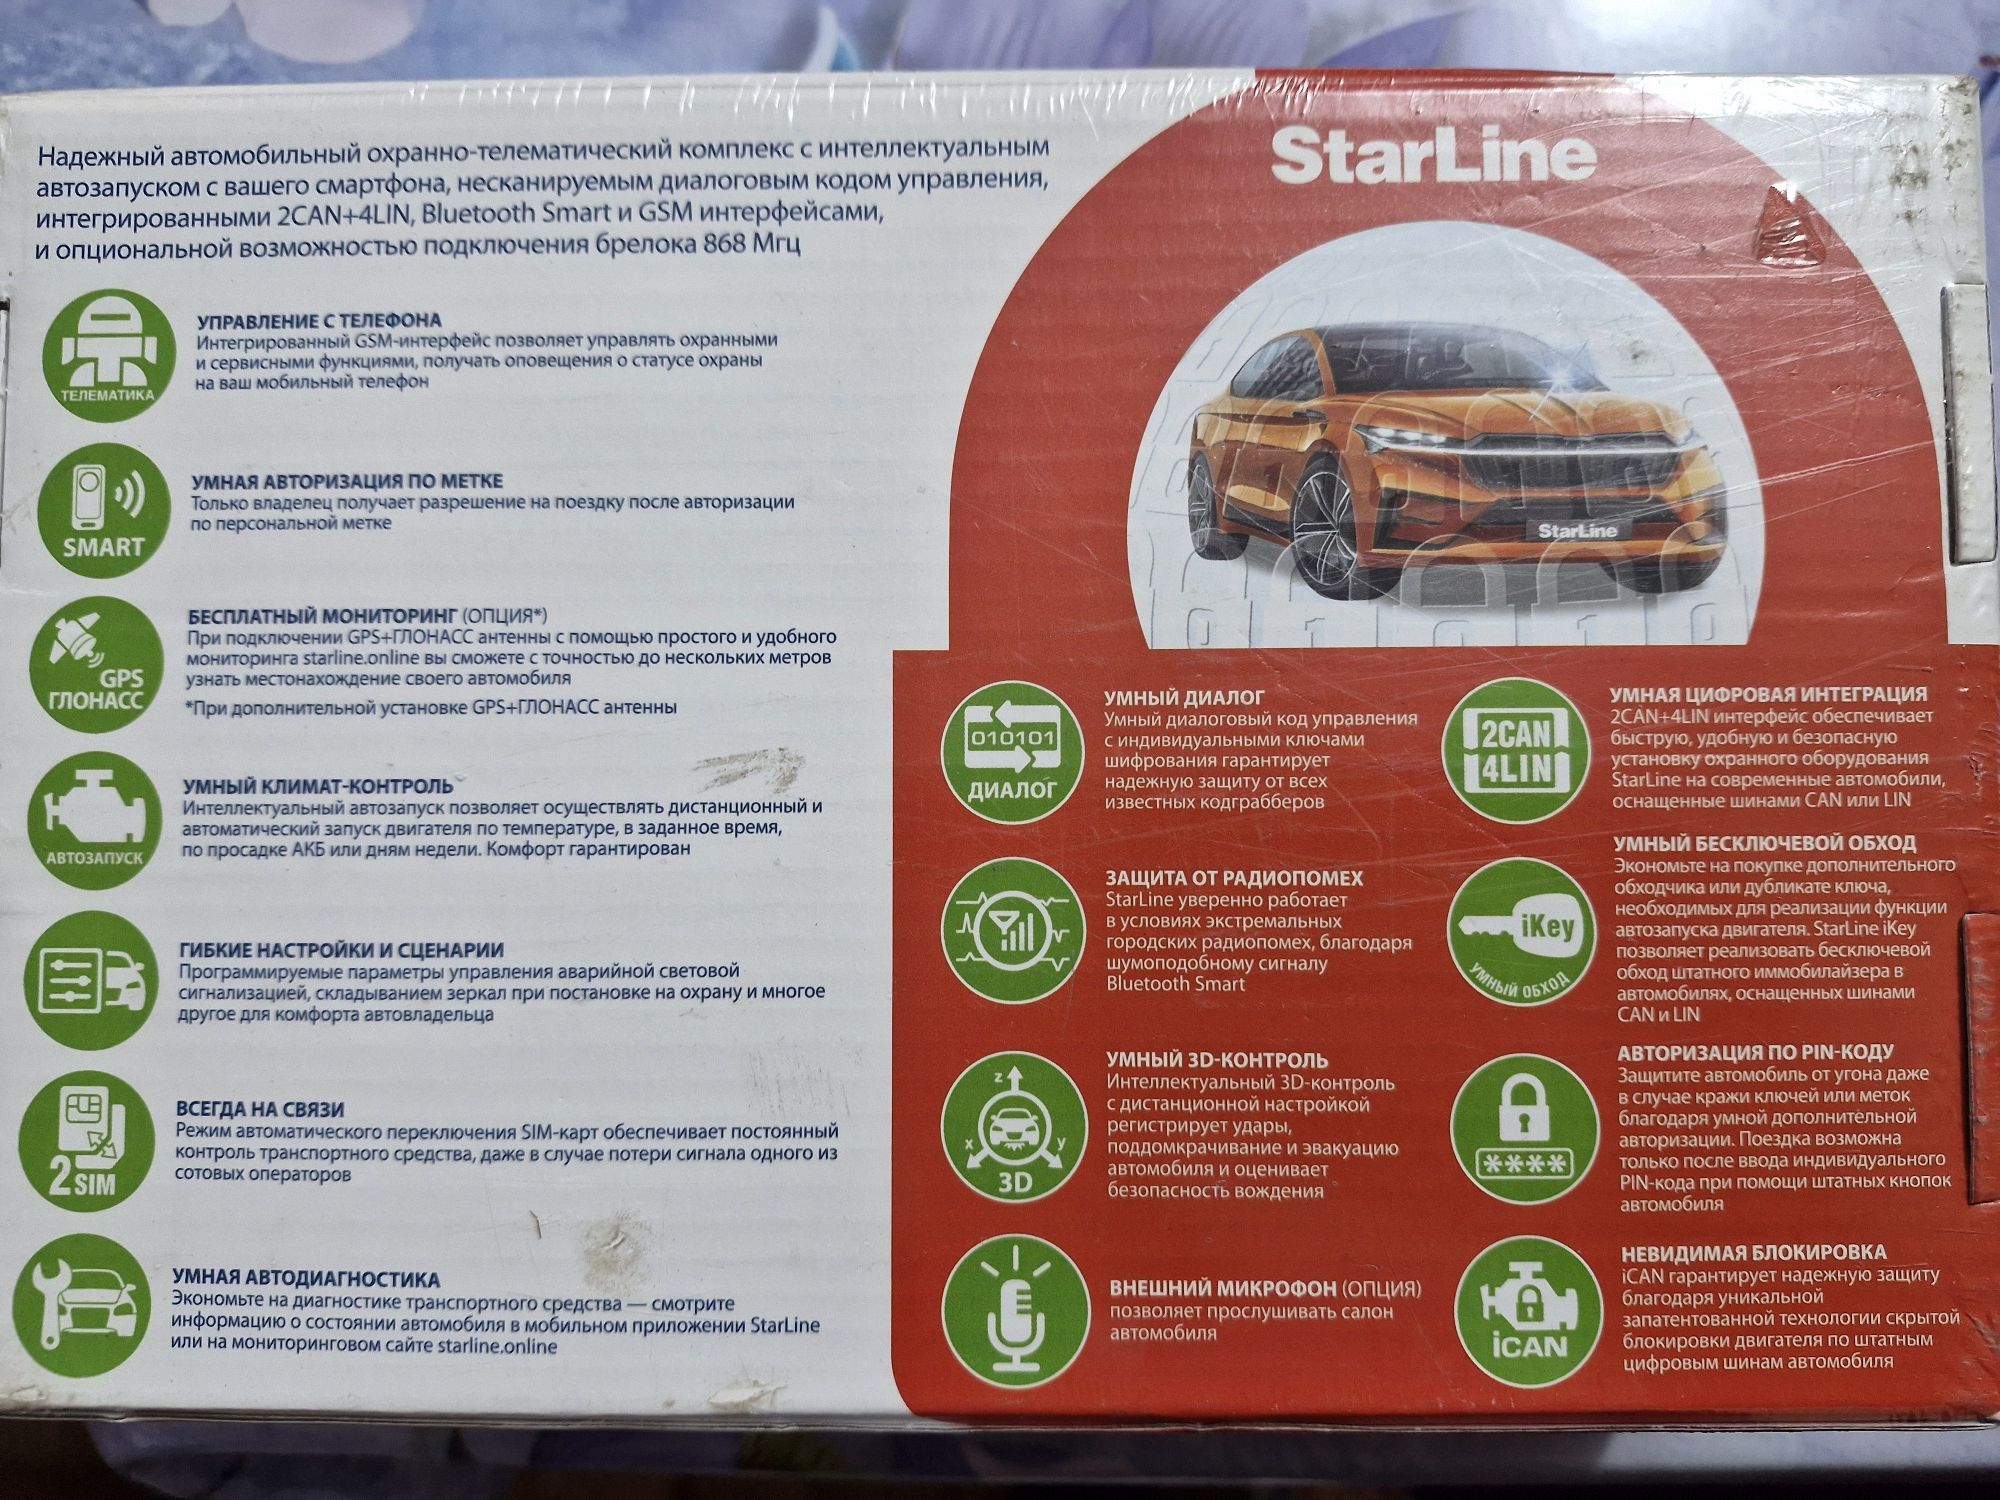 Надежный автомобильный охранно-телематический комплекс с интеллектуальным
автозапуском с вашего смартфона, несканируемым диалоговым кодом управления,
интегрированными 2CAN+4LIN, Bluetooth Smart и GSM интерфейсами,
и опциональной возможностью подключения брелока 868 Мгц
ТЕЛЕМАТИКА
УПРАВЛЕНИЕ С ТЕЛЕФОНА
Интегрированный GSM-интерфейс позволяет управлять охранными
и сервисными функциями, получать оповещения о статусе охраны
на ваш мобильный телефон
SMART
УМНАЯ АВТОРИЗАЦИЯ ПО МЕТКЕ
Только владелец получает разрешение на поездку после авторизации
по персональной метке
GPS
ГЛОНАСС
БЕСПЛАТНЫЙ МОНИТОРИНГ (ОПЦИЯ*)
При подключении GPS+ГЛОНАСС антенны с помощью простого и удобного
мониторинга starline.online вы сможете с точностью до нескольких метров
узнать местонахождение своего автомобиля
*При дополнительной установке GPS+ГЛОНАСС антенны
АВТОЗАПУСК
УМНЫЙ КЛИМАТ-КОНТРОЛЬ
Интеллектуальный автозапуск позволяет осуществлять дистанционный и
автоматический запуск двигателя по температуре, в заданное время,
по просадке АКБ или дням недели. Комфорт гарантирован
ГИБКИЕ НАСТРОЙКИ И СЦЕНАРИИ
Программируемые параметры управления аварийной световой
сигнализацией, складыванием зеркал при постановке на охрану и многое
другое для комфорта автовладельца
2 SIM
ВСЕГДА НА СВЯЗИ
Режим автоматического переключения SIM-карт обеспечивает постоянный
контроль транспортного средства, даже в случае потери сигнала одного из
сотовых операторов
УМНАЯ АВТОДИАГНОСТИКА
Экономьте на диагностике транспортного средства — смотрите
информацию о состоянии автомобиля в мобильном приложении StarLine
или на мониторинговом сайте starline.online
StarLine
StarLine
010101
ДИАЛОГ
УМНЫЙ ДИАЛОГ
Умный диалоговый код управления
с индивидуальными ключами
шифрования гарантирует
надежную защиту от всех
известных кодграбберов
ЗАЩИТА ОТ РАДИОПОМЕХ
StarLine уверенно работает
в условиях экстремальных
городских радиопомех, благодаря
шумоподобному сигналу
Bluetooth Smart
z
x
y
3D
УМНЫЙ 3D-КОНТРОЛЬ
Интеллектуальный 3D-контроль
с дистанционной настройкой
регистрирует удары,
поддомкрачивание и эвакуацию
автомобиля и оценивает
безопасность вождения
ВНЕШНИЙ МИКРОФОН (ОПЦИЯ)
позволяет прослушивать салон
автомобиля
2CAN
4LIN
УМНАЯ ЦИФРОВАЯ ИНТЕГРАЦИЯ
2CAN+4LIN интерфейс обеспечивает
быструю, удобную и безопасную
установку охранного оборудования
StarLine на современные автомобили,
оснащенные шинами CAN или LIN
iKey
УМНЫЙ ОБХОД
УМНЫЙ БЕСКЛЮЧЕВОЙ ОБХОД
Экономьте на покупке дополнительного
обходчика или дубликате ключа,
необходимых для реализации функции
автозапуска двигателя. StarLine iKey
позволяет реализовать бесключевой
обход штатного иммобилайзера в
автомобилях, оснащенных шинами
CAN и LIN
****
АВТОРИЗАЦИЯ ПО PIN-КОДУ
Защитите автомобиль от угона даже
в случае кражи ключей или меток
благодаря умной дополнительной
авторизации. Поездка возможна
только после ввода индивидуального
PIN-кода при помощи штатных кнопок
автомобиля
iCAN
НЕВИДИМАЯ БЛОКИРОВКА
iCAN гарантирует надежную защиту
благодаря уникальной
запатентованной технологии скрытой
блокировки двигателя по штатным
цифровым шинам автомобиля